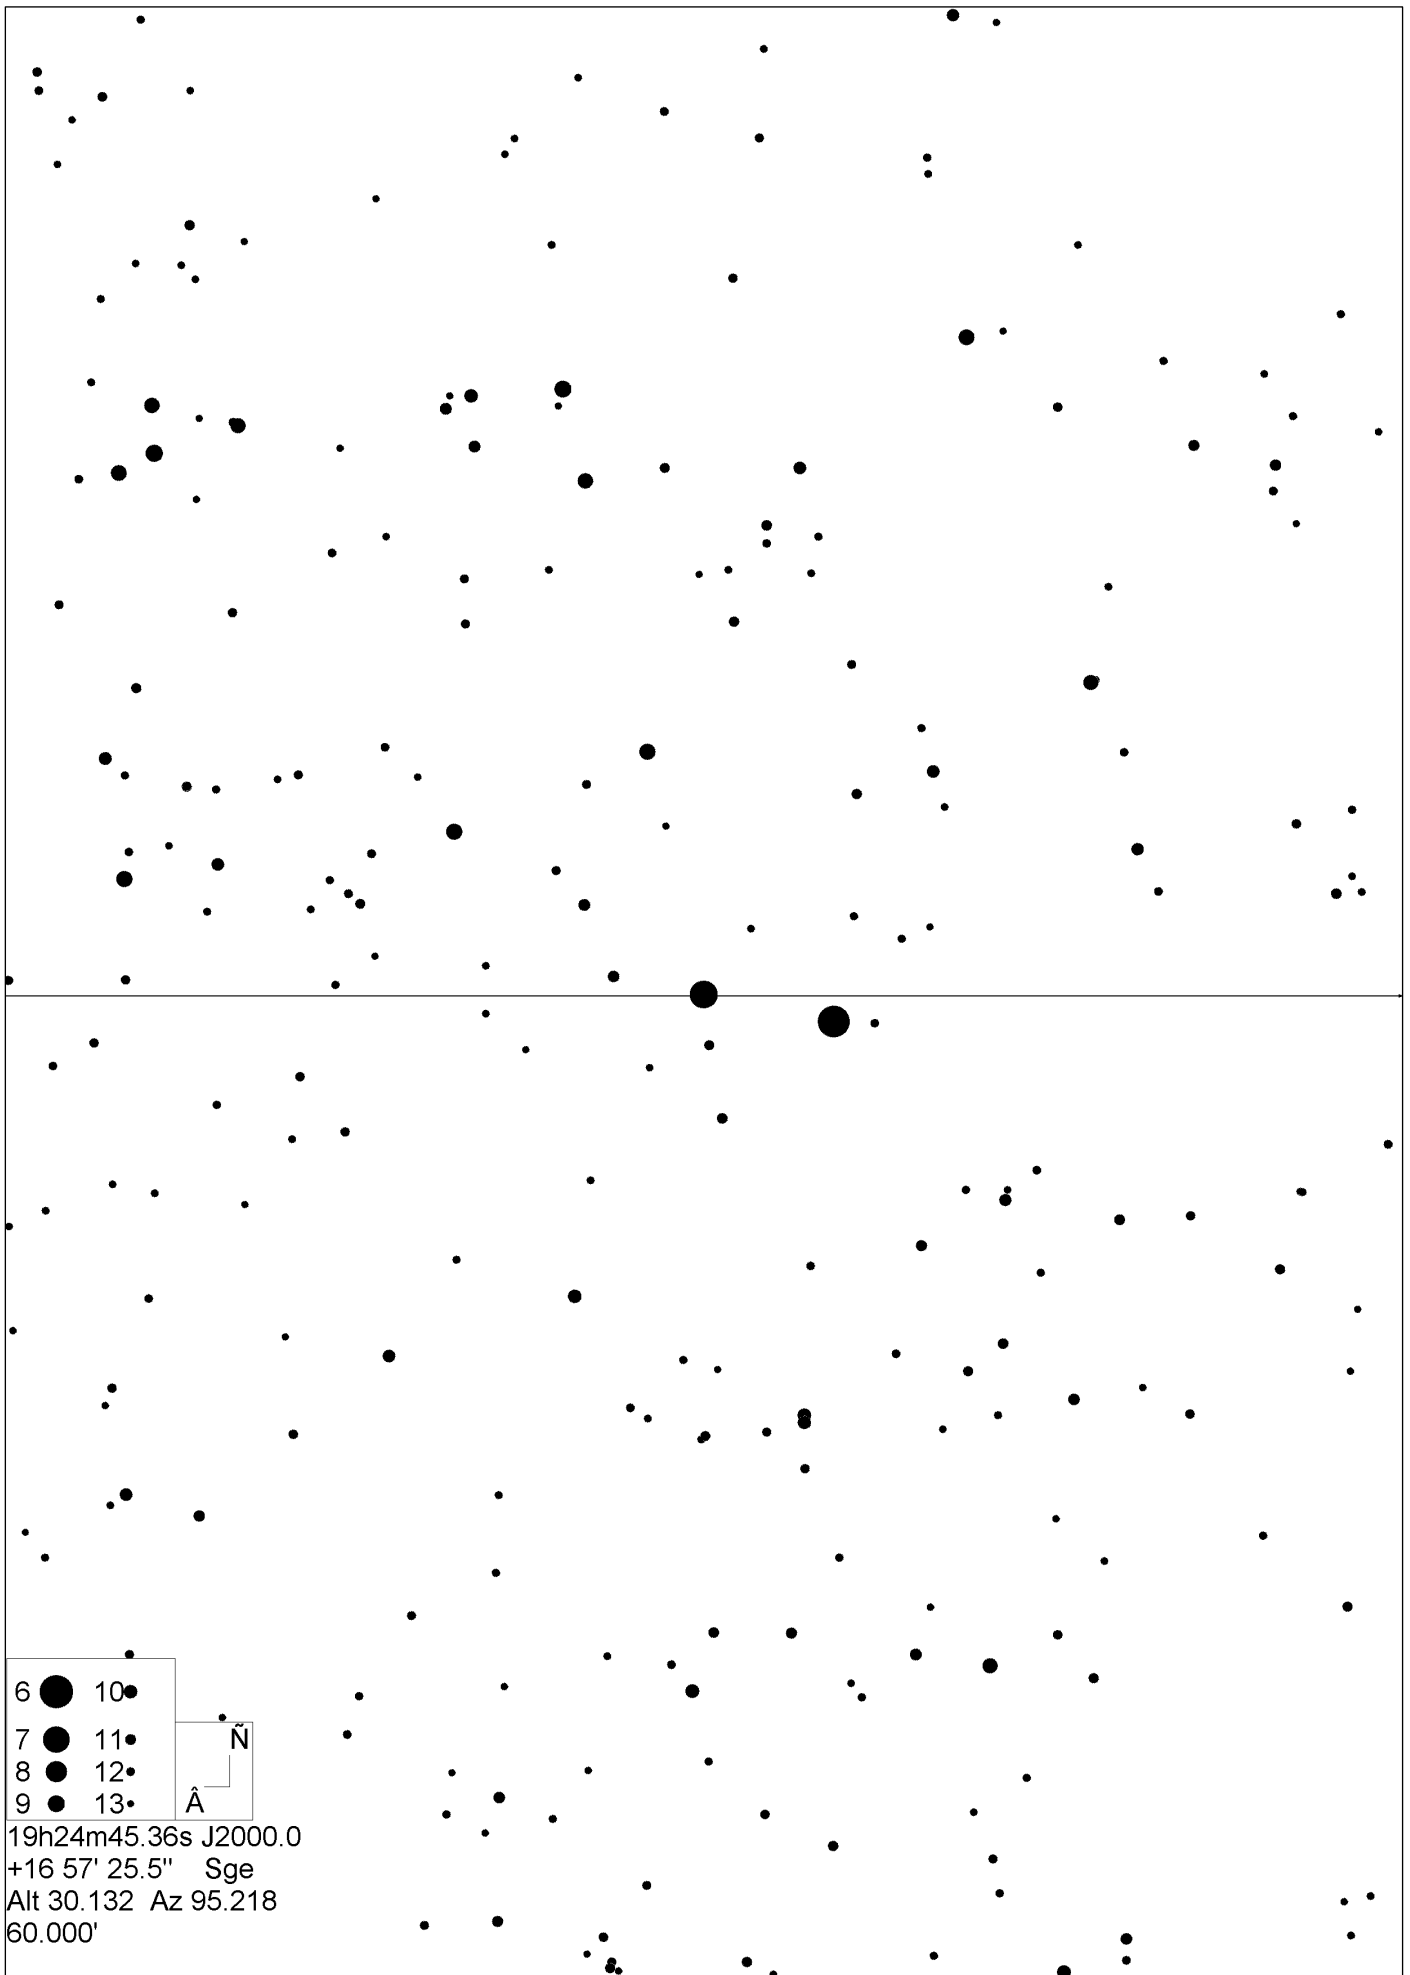 6 10
7 11
8 12
9 13
Ñ
Â
19h24m45.36s J2000.0
+16 57' 25.5" Sge
Alt 30.132 Az 95.218
60.000'